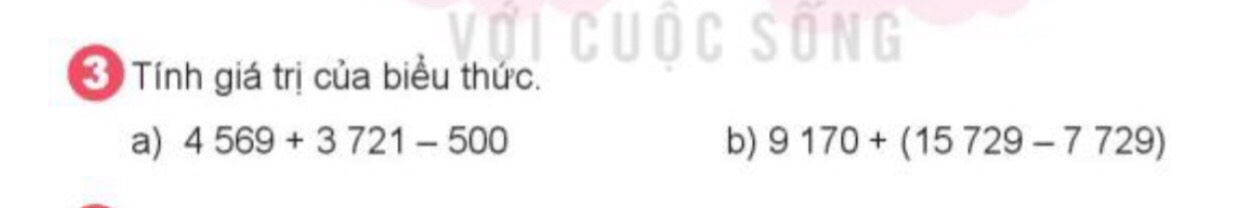 VỚI CUỘC SỐNG
3 Tính giá trị của biểu thức.
a) 4 569 + 3 721 – 500
b) 9 170 + (15 729 – 7 729)